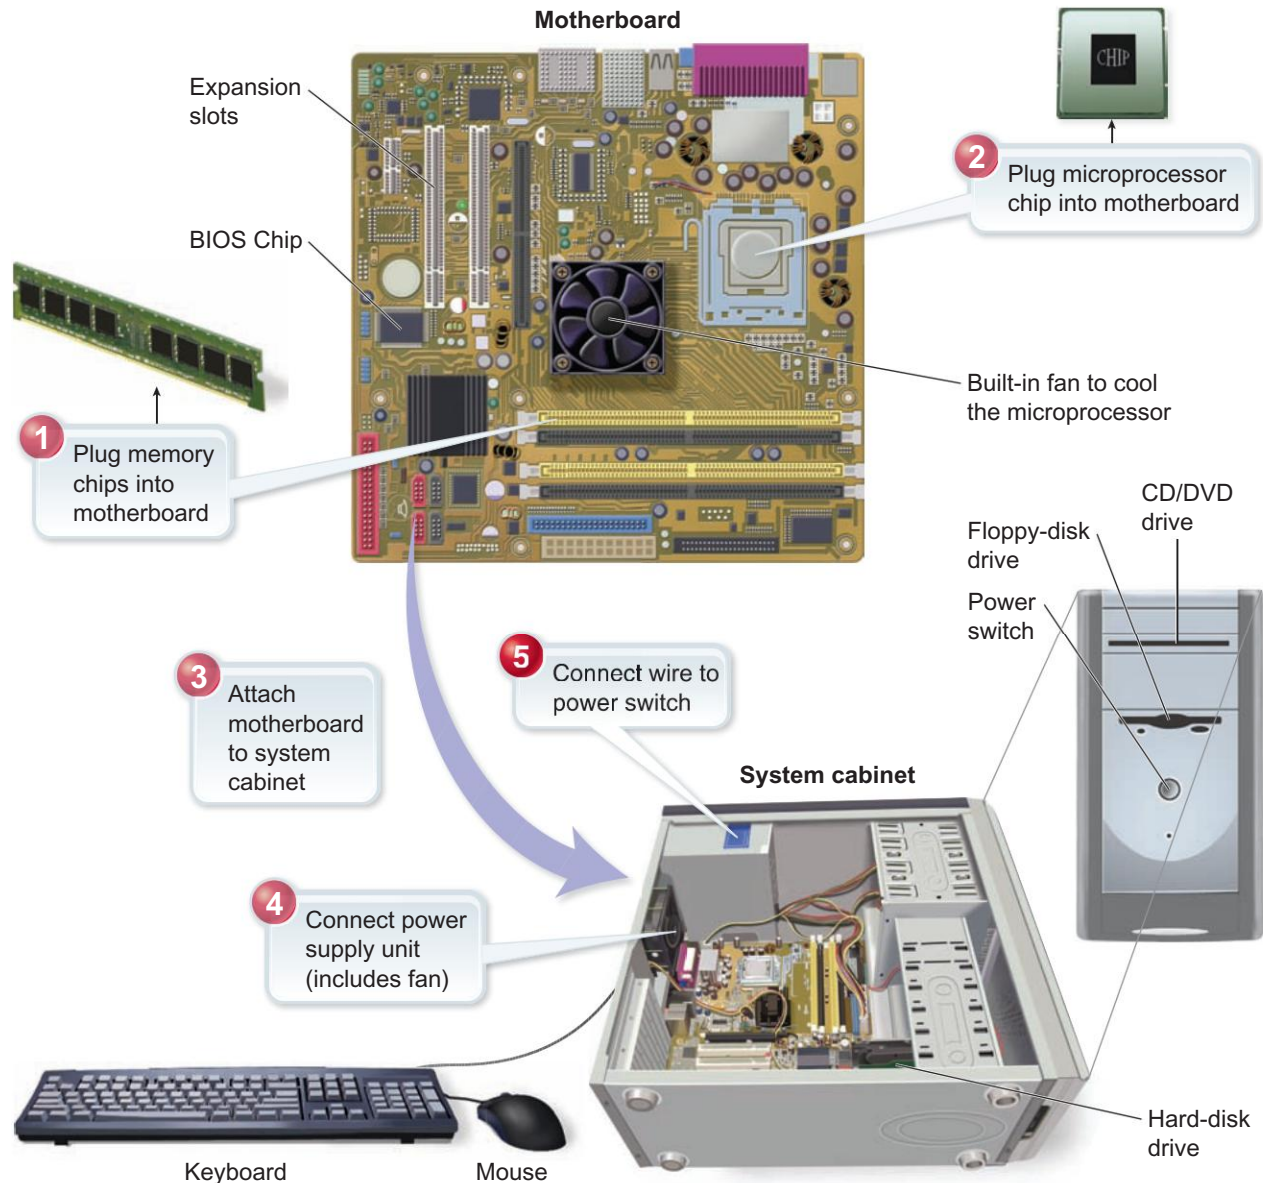 Motherboard
Expansion
slots
CHIP
2
Plug microprocessor
chip into motherboard
BIOS Chip
Built-in fan to cool
the microprocessor
1
Plug memory
chips into
motherboard
CD/DVD
drive
Floppy-disk
drive
Power
switch
3
Attach
motherboard
to system
cabinet
5
Connect wire to
power switch
System cabinet
4
Connect power
supply unit
(includes fan)
Hard-disk
drive
Keyboard
Mouse